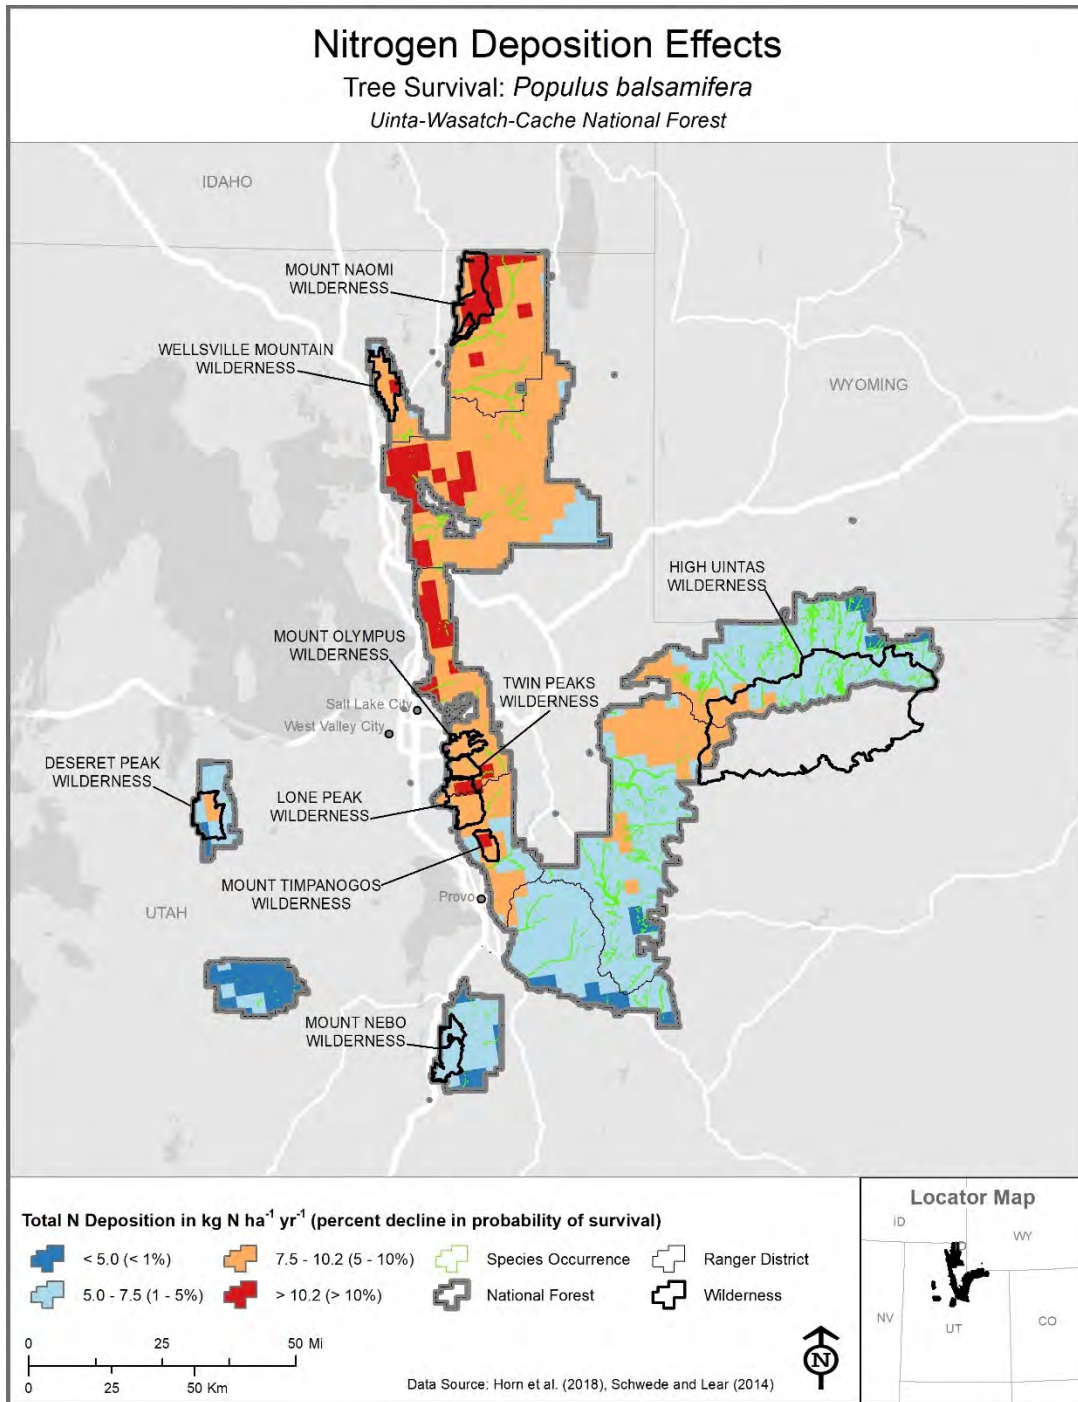 Nitrogen Deposition Effects
Tree Survival: Populus balsamifera
Uinta-Wasatch-Cache National Forest
IDAHO
MOUNT NAOMI
WILDERNESS
WELLSVILLE MOUNTAIN
WILDERNESS
WYOMING
HIGH UINTAS
WILDERNESS
MOUNT OLYMPUS
WILDERNESS
TWIN PEAKS
WILDERNESS
Salt Lake City
West Valley City
DESERET PEAK
WILDERNESS
LONE PEAK
WILDERNESS
MOUNT TIMPANOGOS
WILDERNESS
Provo
UTAH
MOUNT NEBO
WILDERNESS
Total N Deposition in kg N ha⁻¹ yr⁻¹ (percent decline in probability of survival)
< 5.0 (< 1%)
7.5 - 10.2 (5 - 10%)
Species Occurrence
Ranger District
5.0 - 7.5 (1 - 5%)
> 10.2 (> 10%)
National Forest
Wilderness
0 25 50 Mi
0 25 50 Km
N
Data Source: Horn et al. (2018), Schwede and Lear (2014)
Locator Map
ID
WY
NV
UT
CO